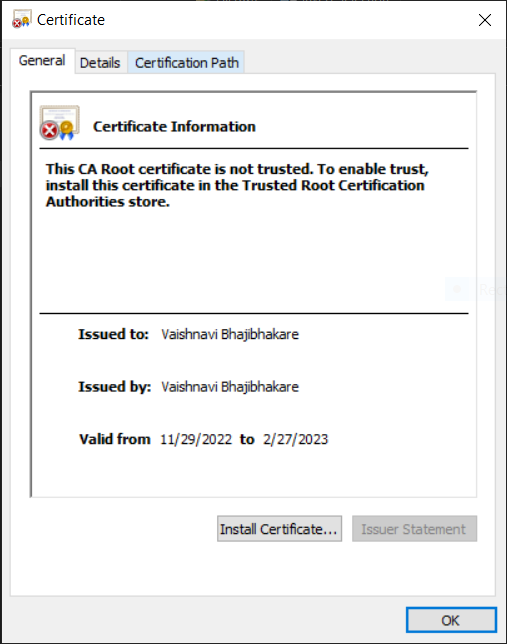 Certificate
General Details Certification Path
Certificate Information
This CA Root certificate is not trusted. To enable trust,
install this certificate in the Trusted Root Certification
Authorities store.
Issued to: Vaishnavi Bhajibhakare
Issued by: Vaishnavi Bhajibhakare
Valid from 11/29/2022 to 2/27/2023
Install Certificate... Issuer Statement
OK